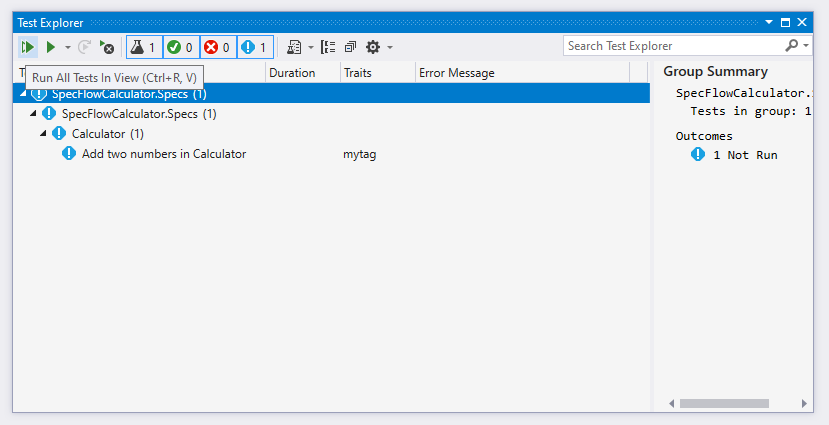 Test Explorer
1 0 0 1
Search Test Explorer
Duration Traits Error Message
Run All Tests In View (Ctrl+R, V)
SpecFlowCalculator.Specs (1)
SpecFlowCalculator.Specs (1)
Calculator (1)
Add two numbers in Calculator mytag
Group Summary
SpecFlowCalculator.
Tests in group: 1
Outcomes
1 Not Run